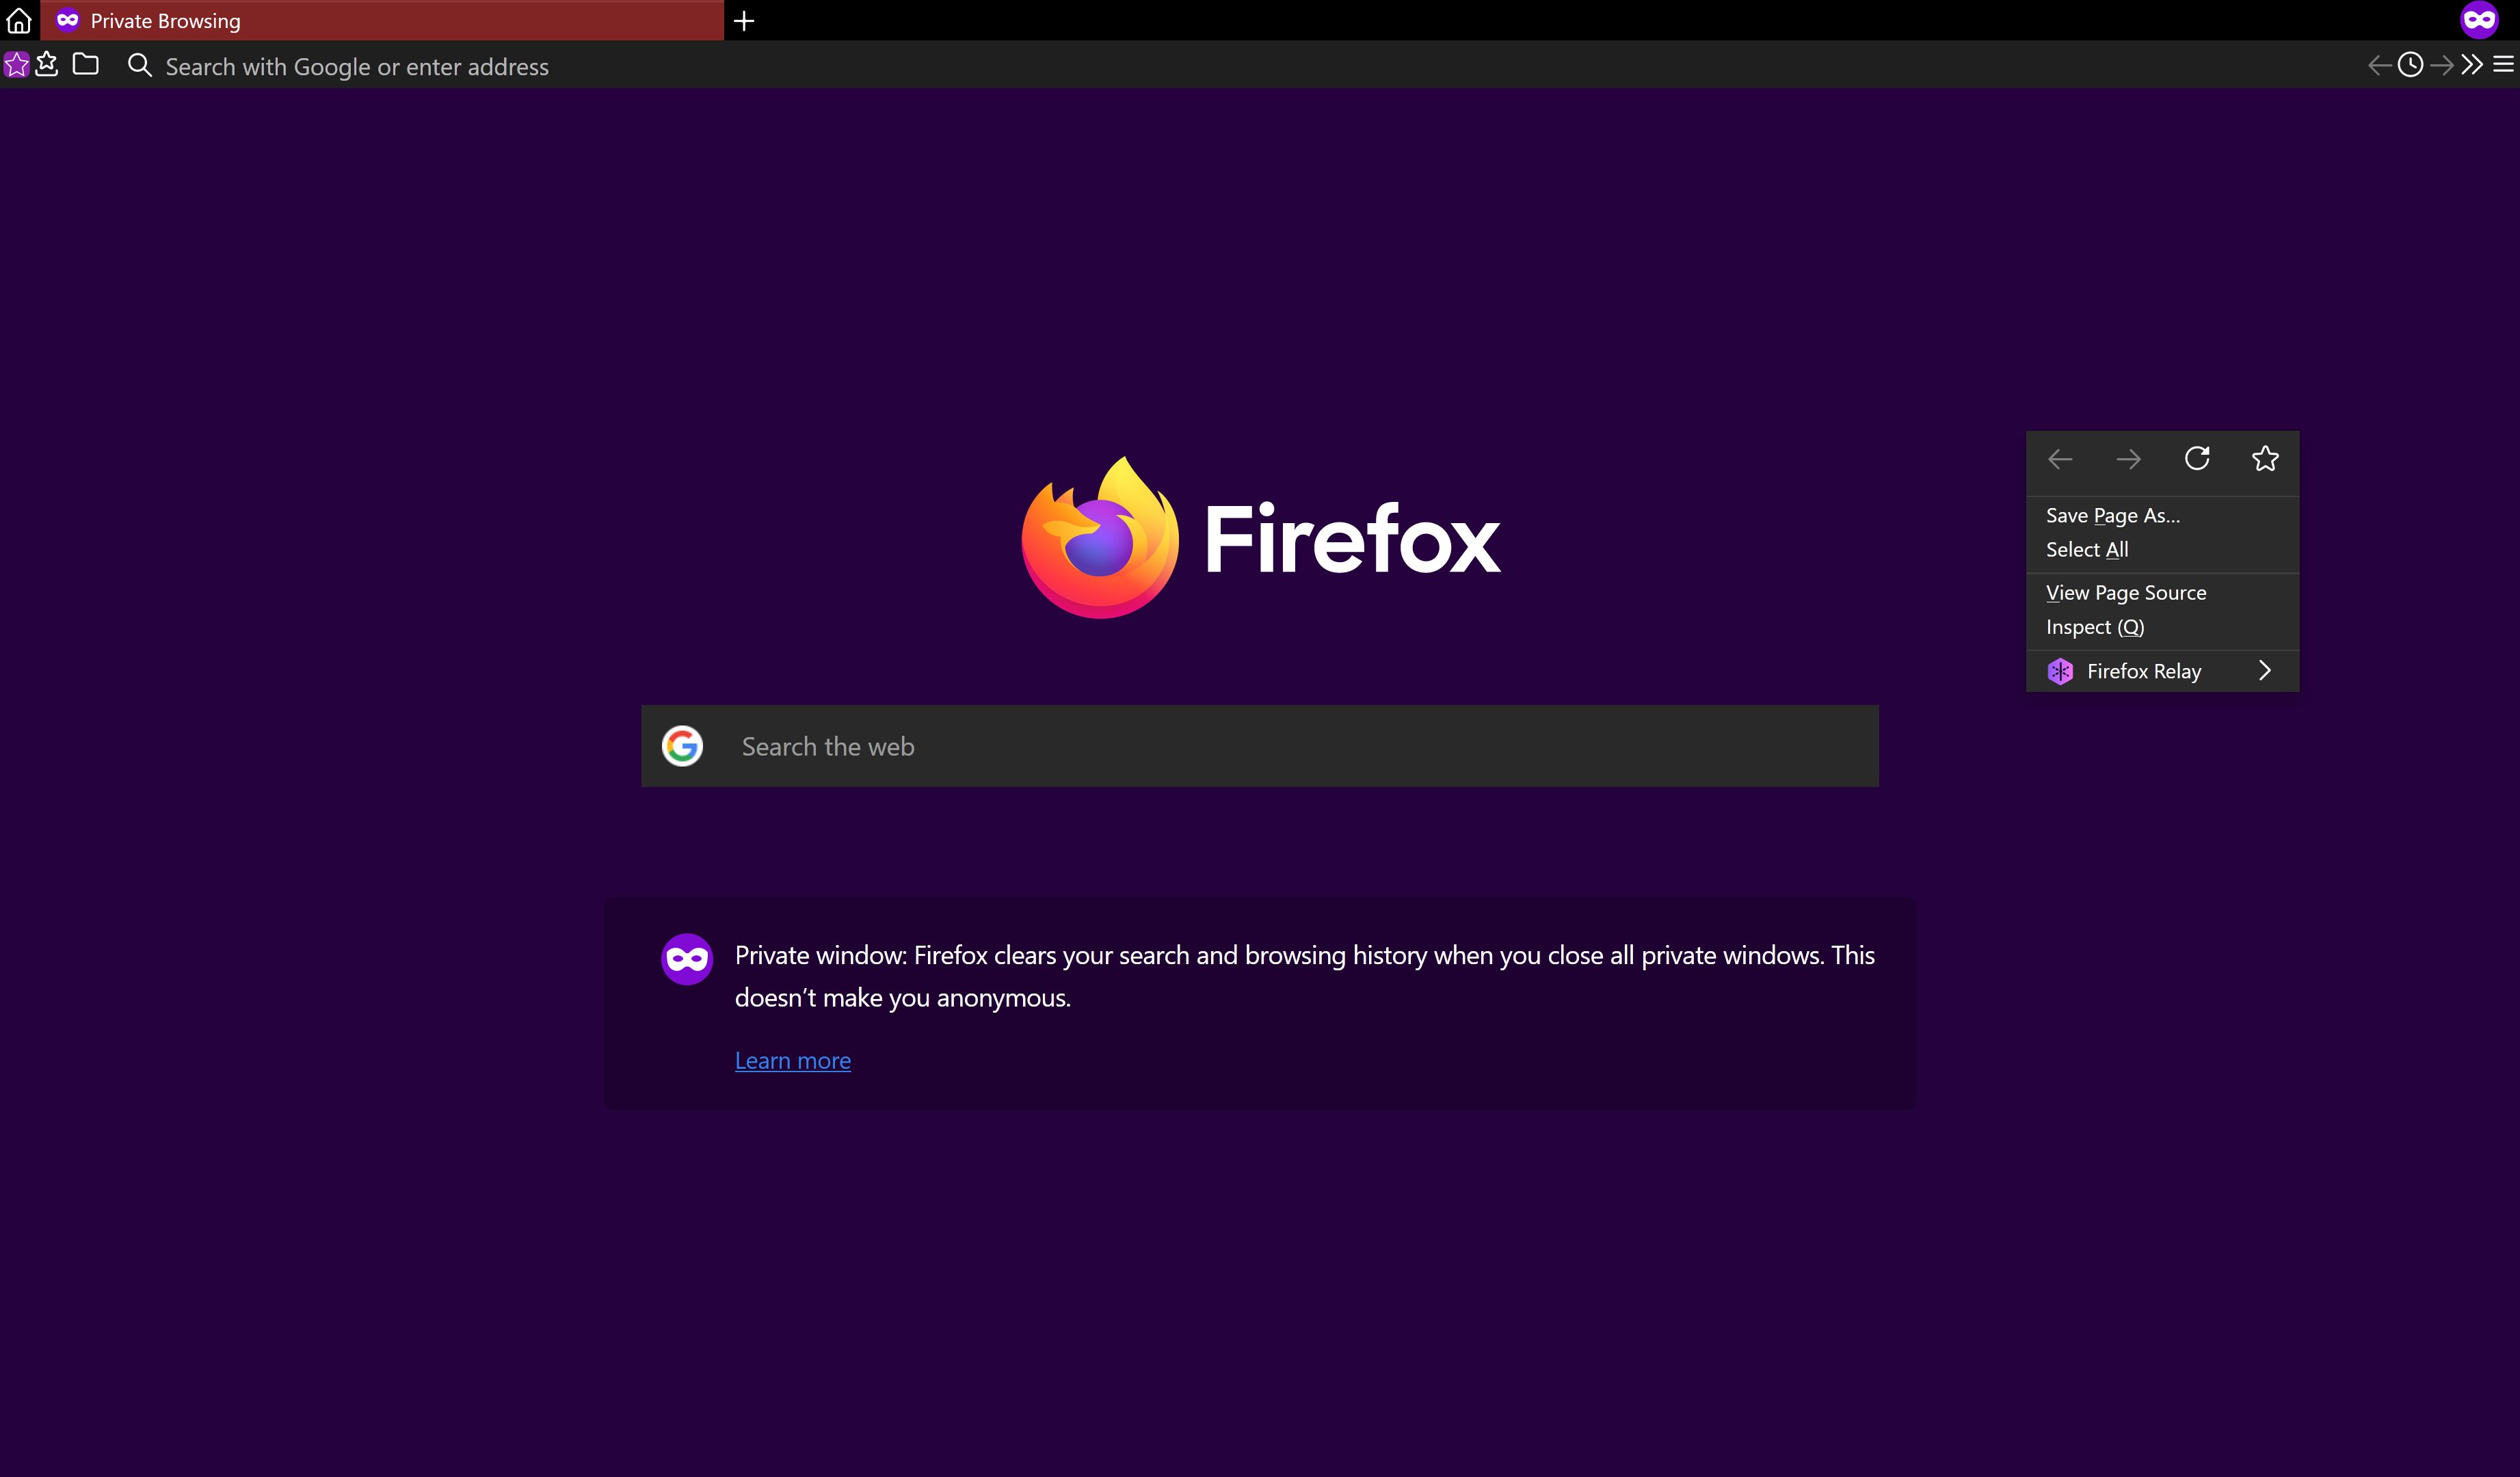 Private Browsing
Search with Google or enter address
Firefox
Save Page As...
Select All
View Page Source
Inspect (Q)
Firefox Relay
Search the web
Private window: Firefox clears your search and browsing history when you close all private windows. This
doesn’t make you anonymous.
Learn more